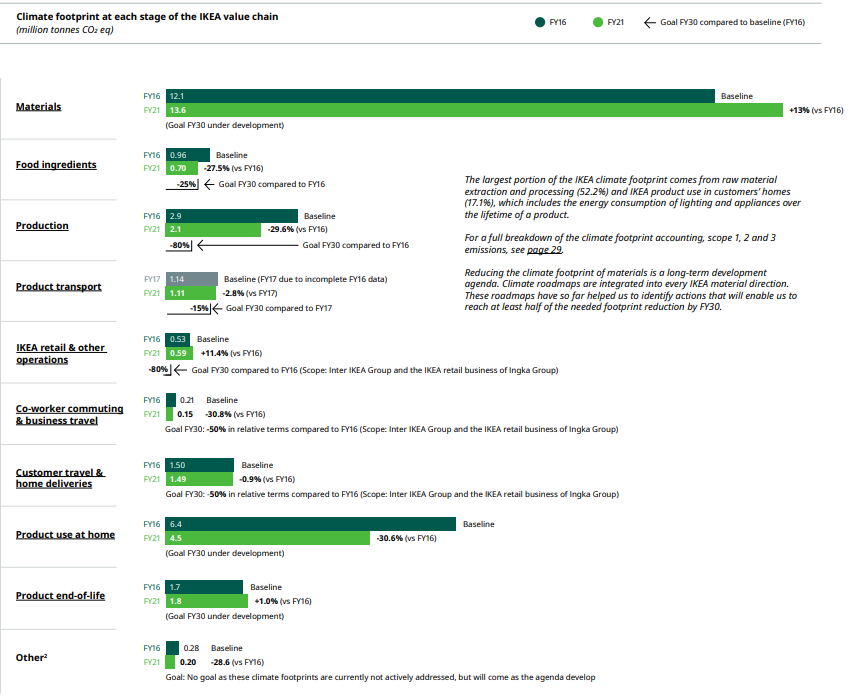 Climate footprint at each stage of the IKEA value chain
(million tonnes CO₂ eq)
FY16
FY21
Goal FY30 compared to baseline (FY16)
Materials
FY16 12.1 Baseline
FY21 13.6 +13% (vs FY16)
(Goal FY30 under development)
Food ingredients
FY16 0.96 Baseline
FY21 0.70 -27.5% (vs FY16)
-25% Goal FY30 compared to FY16
The largest portion of the IKEA climate footprint comes from raw material
extraction and processing (52.2%) and IKEA product use in customers' homes
(17.1%), which includes the energy consumption of lighting and appliances over
the lifetime of a product.
For a full breakdown of the climate footprint accounting, scope 1, 2 and 3
emissions, see page 29.
Reducing the climate footprint of materials is a long-term development
agenda. Climate roadmaps are integrated into every IKEA material direction.
These roadmaps have so far helped us to identify actions that will enable us to
reach at least half of the needed footprint reduction by FY30.
Production
FY16 2.9 Baseline
FY21 2.1 -29.6% (vs FY16)
-80% Goal FY30 compared to FY16
Product transport
FY17 1.14 Baseline (FY17 due to incomplete FY16 data)
FY21 1.11 -2.8% (vs FY17)
-15% Goal FY30 compared to FY17
IKEA retail & other
operations
FY16 0.53 Baseline
FY21 0.59 +11.4% (vs FY16)
-80% Goal FY30 compared to FY16 (Scope: Inter IKEA Group and the IKEA retail business of Ingka Group)
Co-worker commuting
& business travel
FY16 0.21 Baseline
FY21 0.15 -30.8% (vs FY16)
Goal FY30: -50% in relative terms compared to FY16 (Scope: Inter IKEA Group and the IKEA retail business of Ingka Group)
Customer travel &
home deliveries
FY16 1.50 Baseline
FY21 1.49 -0.9% (vs FY16)
Goal FY30: -50% in relative terms compared to FY16 (Scope: Inter IKEA Group and the IKEA retail business of Ingka Group)
Product use at home
FY16 6.4 Baseline
FY21 4.5 -30.6% (vs FY16)
(Goal FY30 under development)
Product end-of-life
FY16 1.7 Baseline
FY21 1.8 +1.0% (vs FY16)
(Goal FY30 under development)
Other²
FY16 0.28 Baseline
FY21 0.20 -28.6 (vs FY16)
Goal: No goal as these climate footprints are currently not actively addressed, but will come as the agenda develop